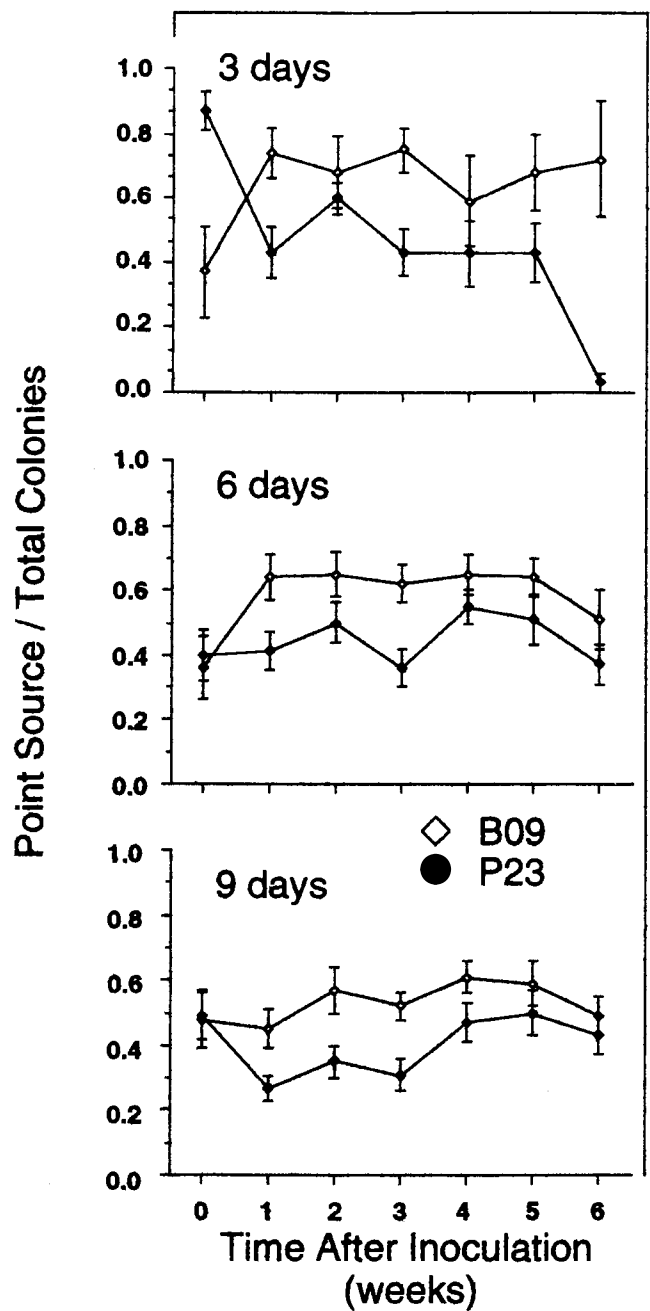 Point Source / Total Colonies
3 days
1.0
0.8
0.6
0.4
0.2
0.0
6 days
1.0
0.8
0.6
0.4
0.2
0.0
B09
P23
9 days
1.0
0.8
0.6
0.4
0.2
0.0
0 1 2 3 4 5 6
Time After Inoculation
(weeks)